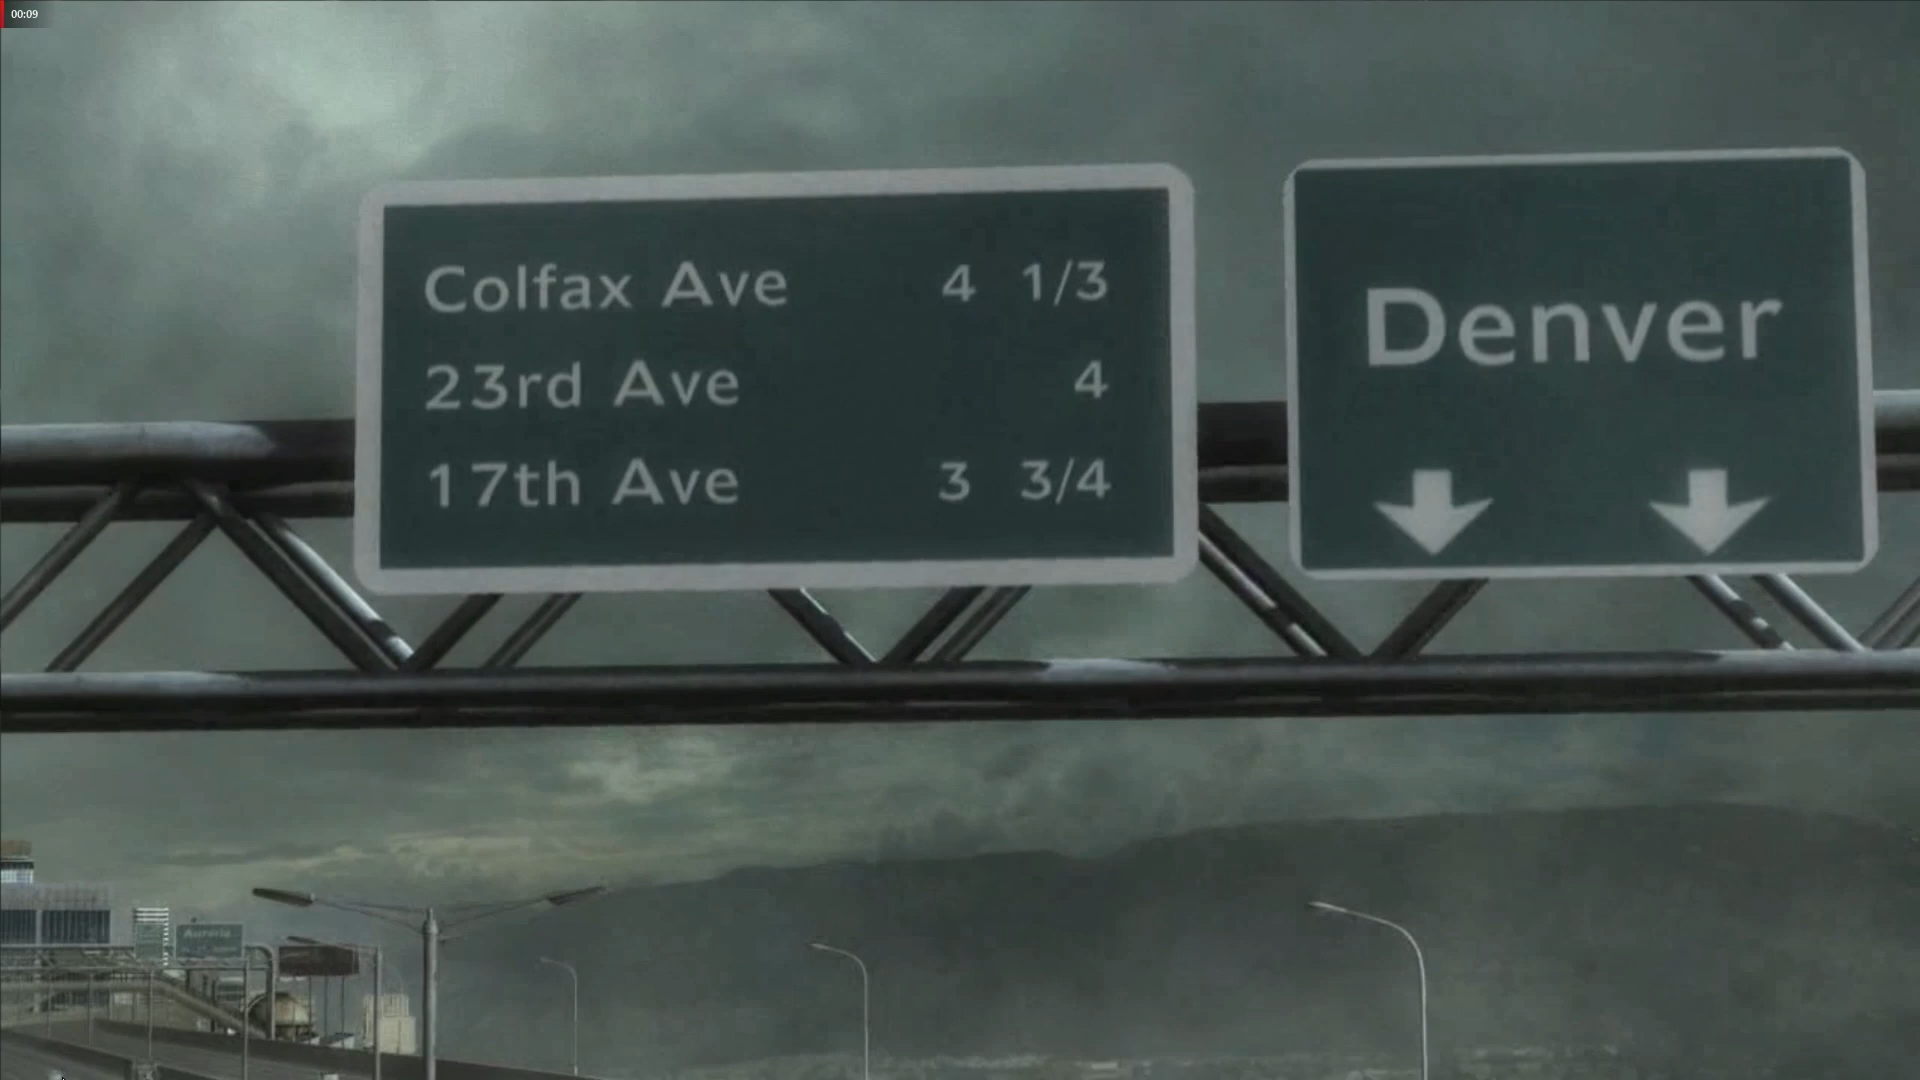 00:09
Colfax Ave 4 1/3
23rd Ave 4
17th Ave 3 3/4
Denver